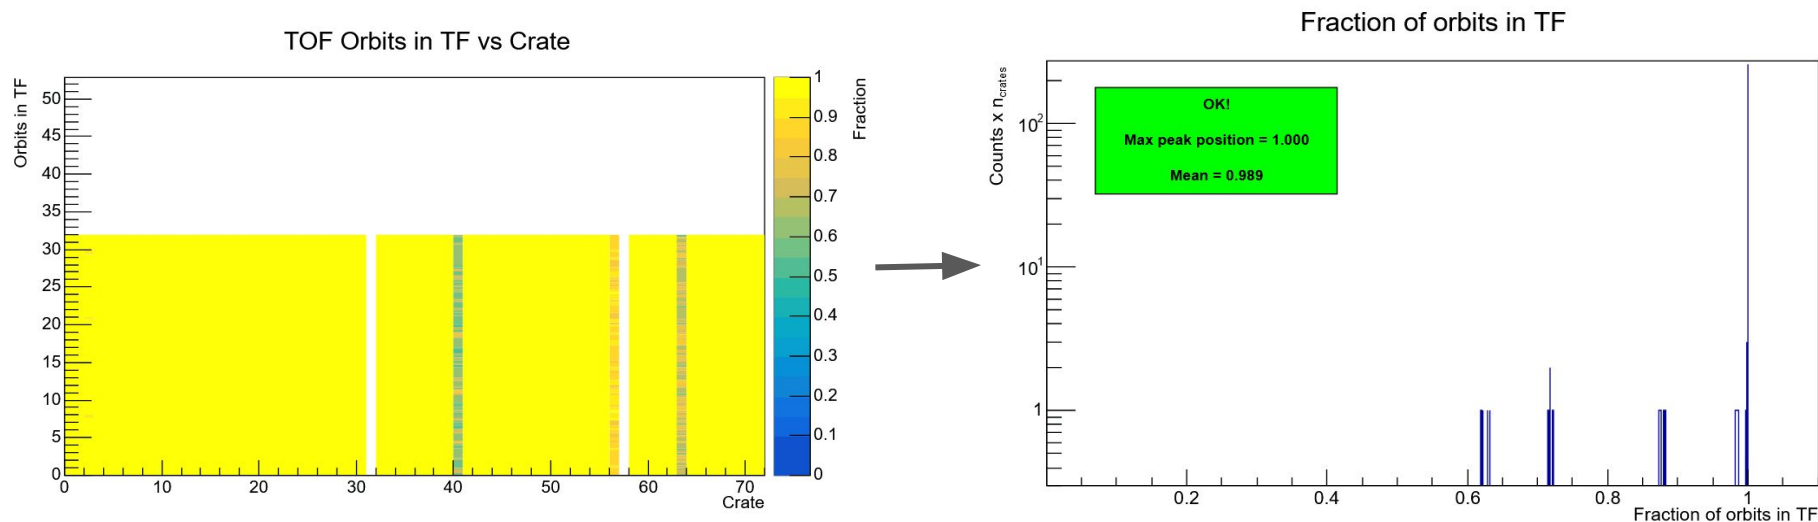 TOF Orbits in TF vs Crate
Orbits in TF
50
45
40
35
30
25
20
15
10
5
0
0 10 20 30 40 50 60 70
Crate
1
0.9
0.8
0.7
0.6
0.5
0.4
0.3
0.2
0.1
0
Fraction
Fraction of orbits in TF
Counts x n_crates
10^2
10^1
1
OK!
Max peak position = 1.000
Mean = 0.989
0.2 0.4 0.6 0.8 1
Fraction of orbits in TF